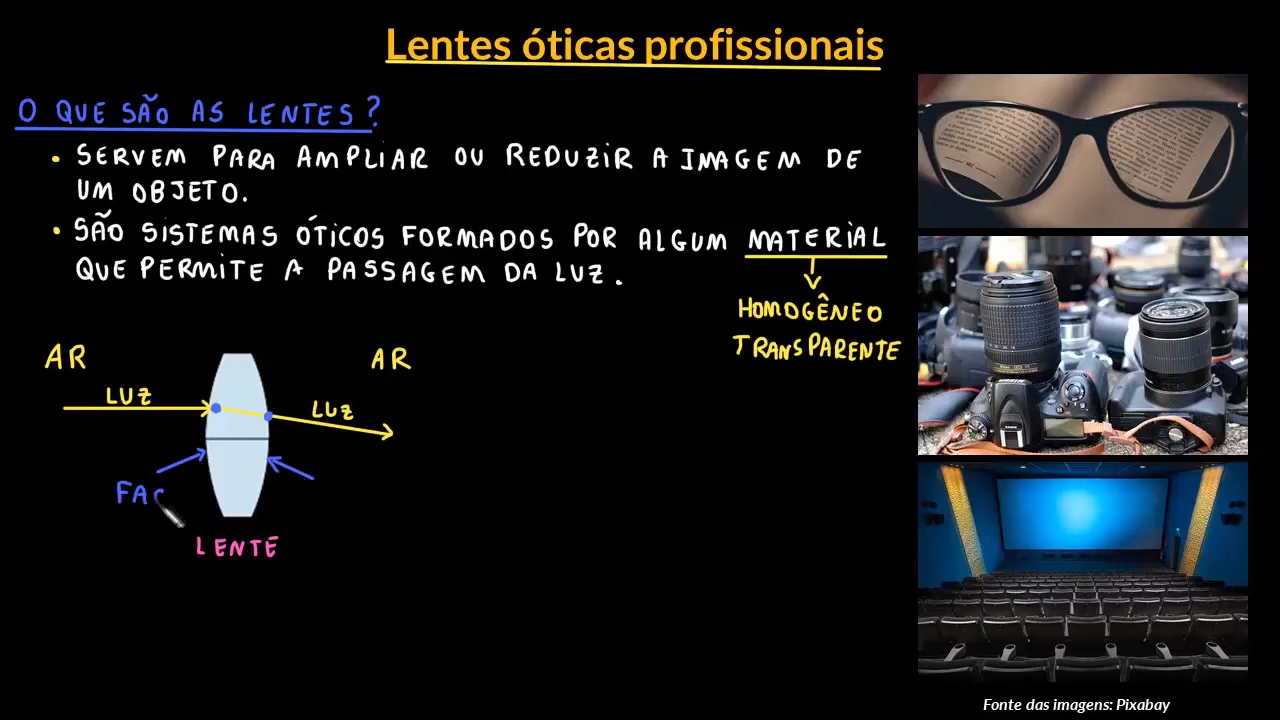 Lentes óticas profissionais
O QUE SÃO AS LENTES?
• SERVEM PARA AMPLIAR OU REDUZIR A IMAGEM DE
UM OBJETO.
• SÃO SISTEMAS ÓTICOS FORMADOS POR ALGUM MATERIAL
QUE PERMITE A PASSAGEM DA LUZ.
HOMOGÊNEO
TRANSPARENTE
AR
AR
LUZ
LUZ
FAC
LENTE
Fonte das imagens: Pixabay